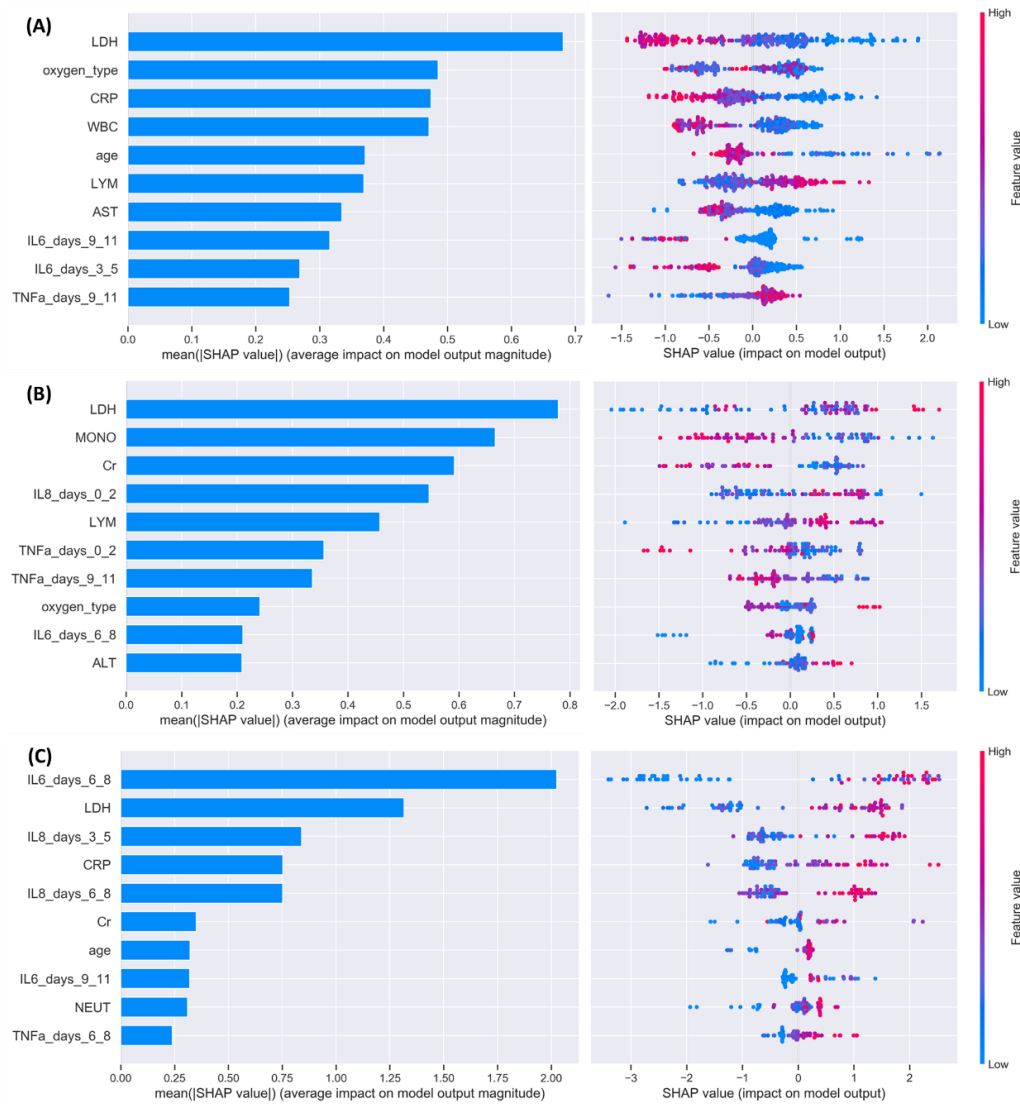 (A)
LDH
oxygen_type
CRP
WBC
age
LYM
AST
IL6_days_9_11
IL6_days_3_5
TNFa_days_9_11
0.0 0.1 0.2 0.3 0.4 0.5 0.6 0.7
mean(|SHAP value|) (average impact on model output magnitude)
−1.5 −1.0 −0.5 0.0 0.5 1.0 1.5 2.0
SHAP value (impact on model output)
High
Feature value
Low
(B)
LDH
MONO
Cr
IL8_days_0_2
LYM
TNFa_days_0_2
TNFa_days_9_11
oxygen_type
IL6_days_6_8
ALT
0.0 0.1 0.2 0.3 0.4 0.5 0.6 0.7 0.8
mean(|SHAP value|) (average impact on model output magnitude)
−2.0 −1.5 −1.0 −0.5 0.0 0.5 1.0 1.5
SHAP value (impact on model output)
High
Feature value
Low
(C)
IL6_days_6_8
LDH
IL8_days_3_5
CRP
IL8_days_6_8
Cr
age
IL6_days_9_11
NEUT
TNFa_days_6_8
0.00 0.25 0.50 0.75 1.00 1.25 1.50 1.75 2.00
mean(|SHAP value|) (average impact on model output magnitude)
−3 −2 −1 0 1 2
SHAP value (impact on model output)
High
Feature value
Low